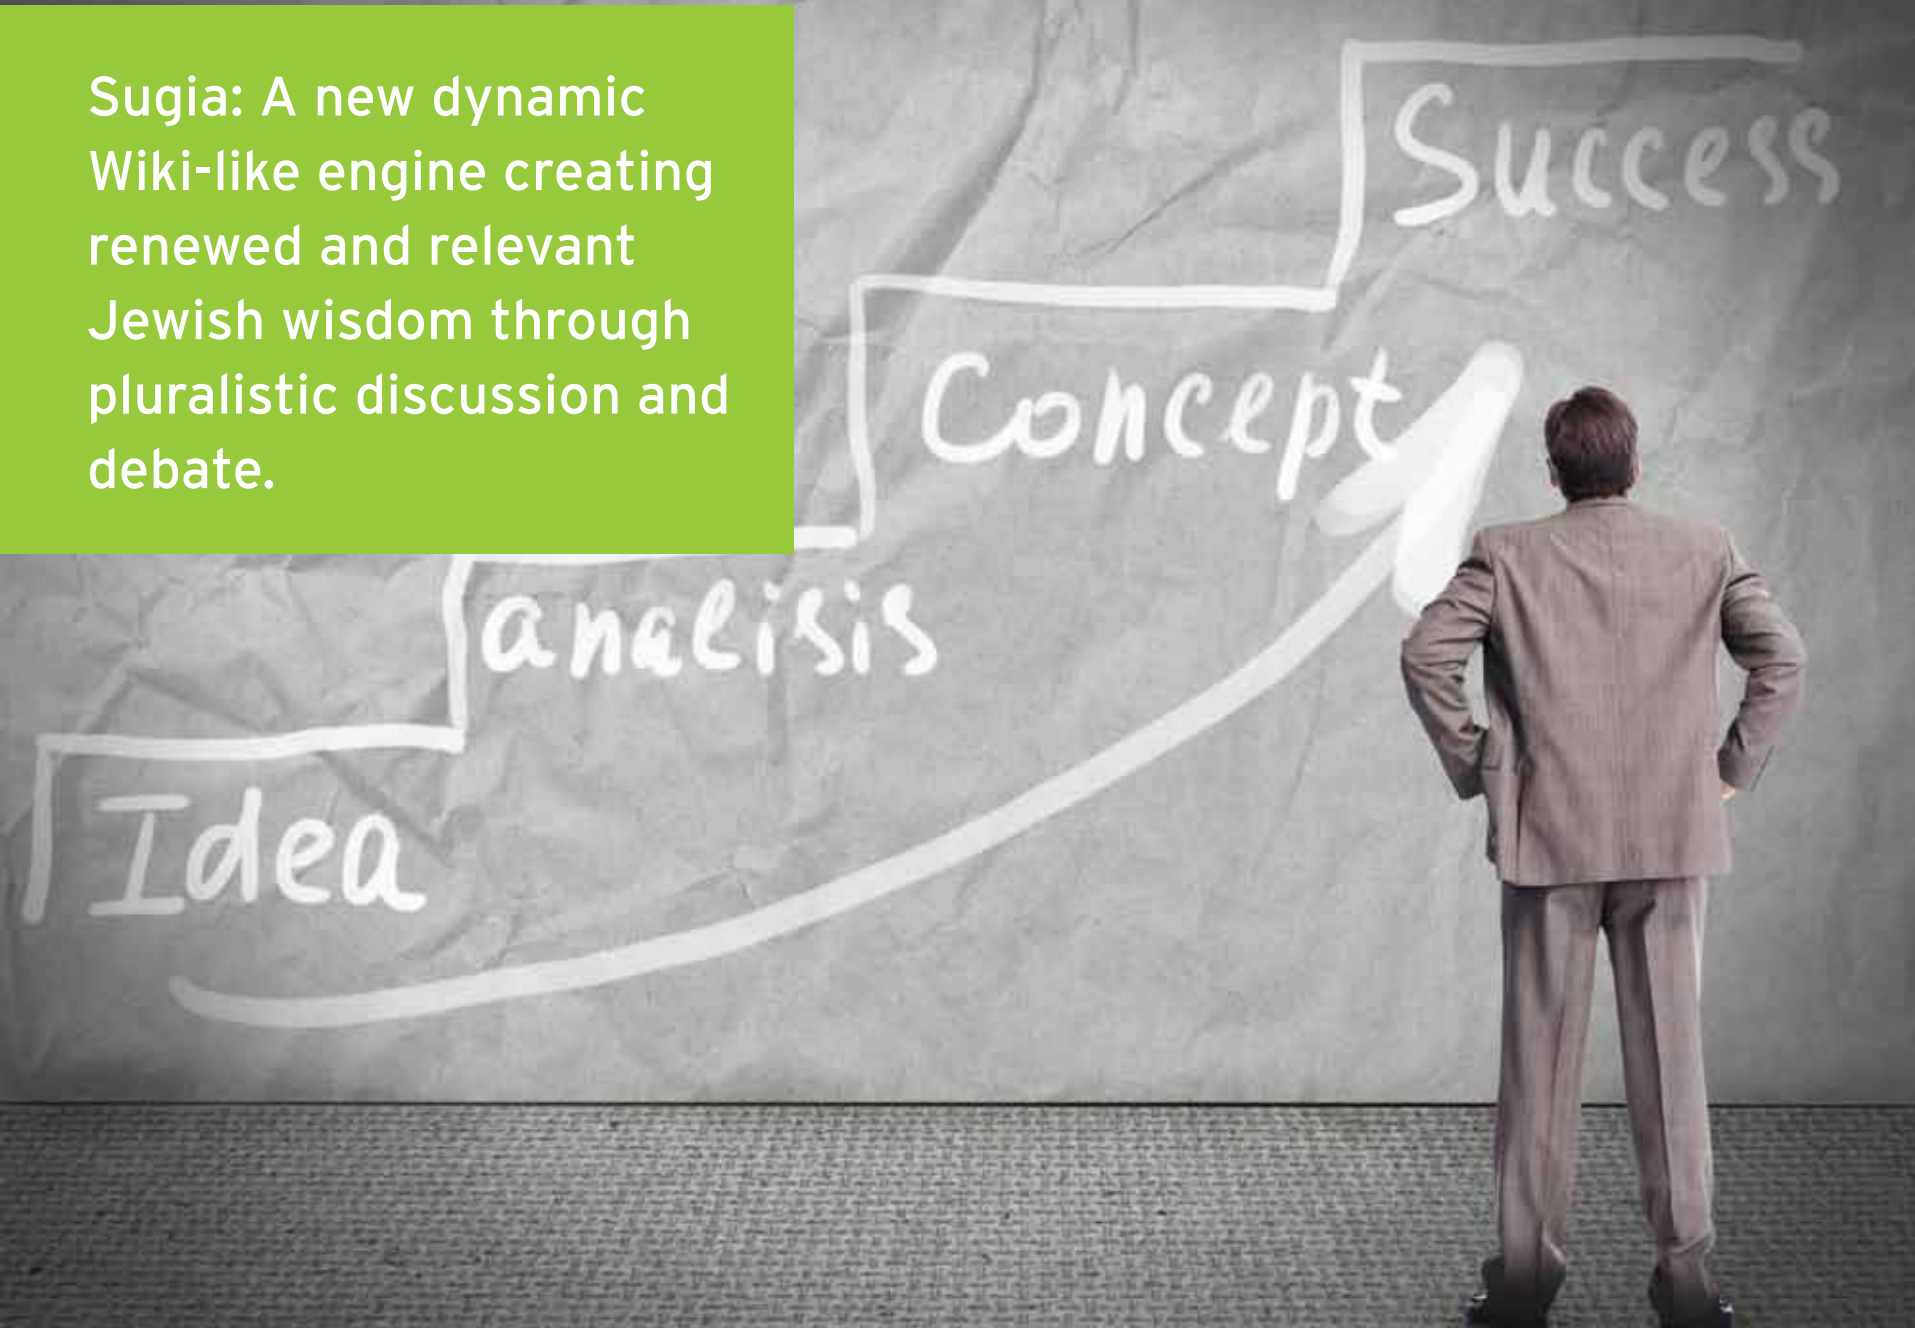 Sugia: A new dynamic
Wiki-like engine creating
renewed and relevant
Jewish wisdom through
pluralistic discussion and
debate.
Success
Concept
analisis
Idea